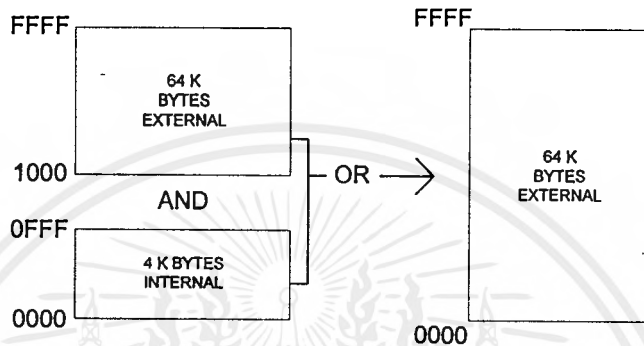 FFFF
64 K
BYTES
EXTERNAL
1000
AND
0FFF
4 K BYTES
INTERNAL
0000
OR
FFFF
64 K
BYTES
EXTERNAL
0000